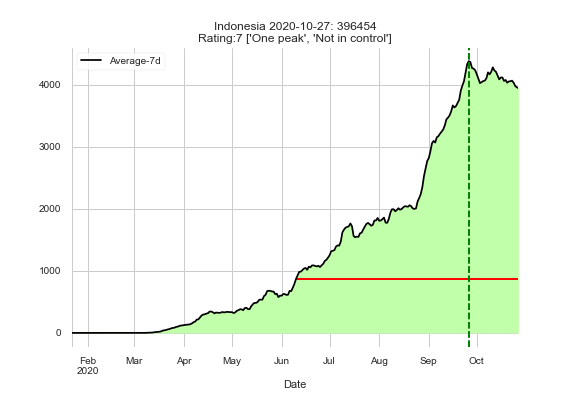 Indonesia 2020-10-27: 396454
Rating:7 ['One peak', 'Not in control']
Average-7d
4000
3000
2000
1000
0
Feb Mar Apr May Jun Jul Aug Sep Oct
2020
Date